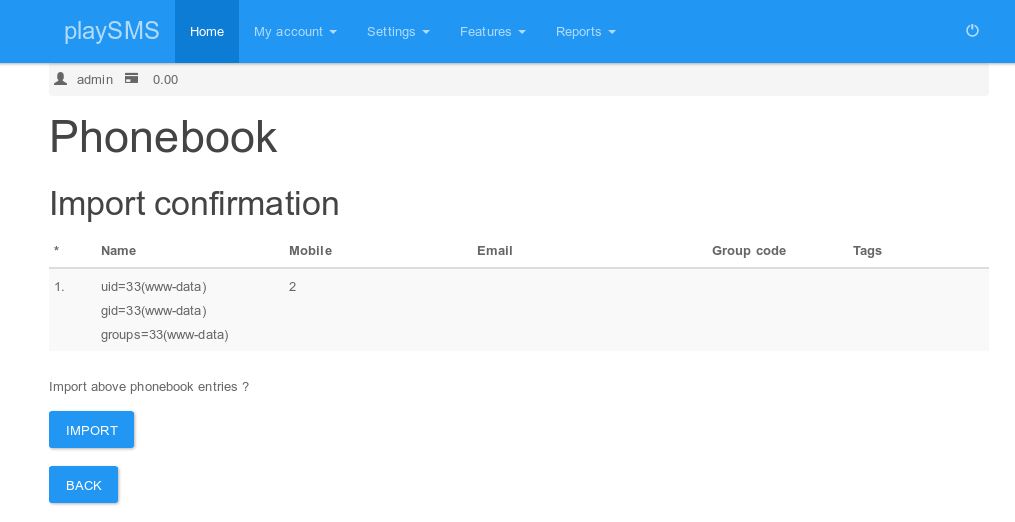 playSMS Home My account Settings Features Reports
admin 0.00
Phonebook
Import confirmation
* Name Mobile Email Group code Tags
1. uid=33(www-data) 2
gid=33(www-data)
groups=33(www-data)
Import above phonebook entries ?
IMPORT
BACK